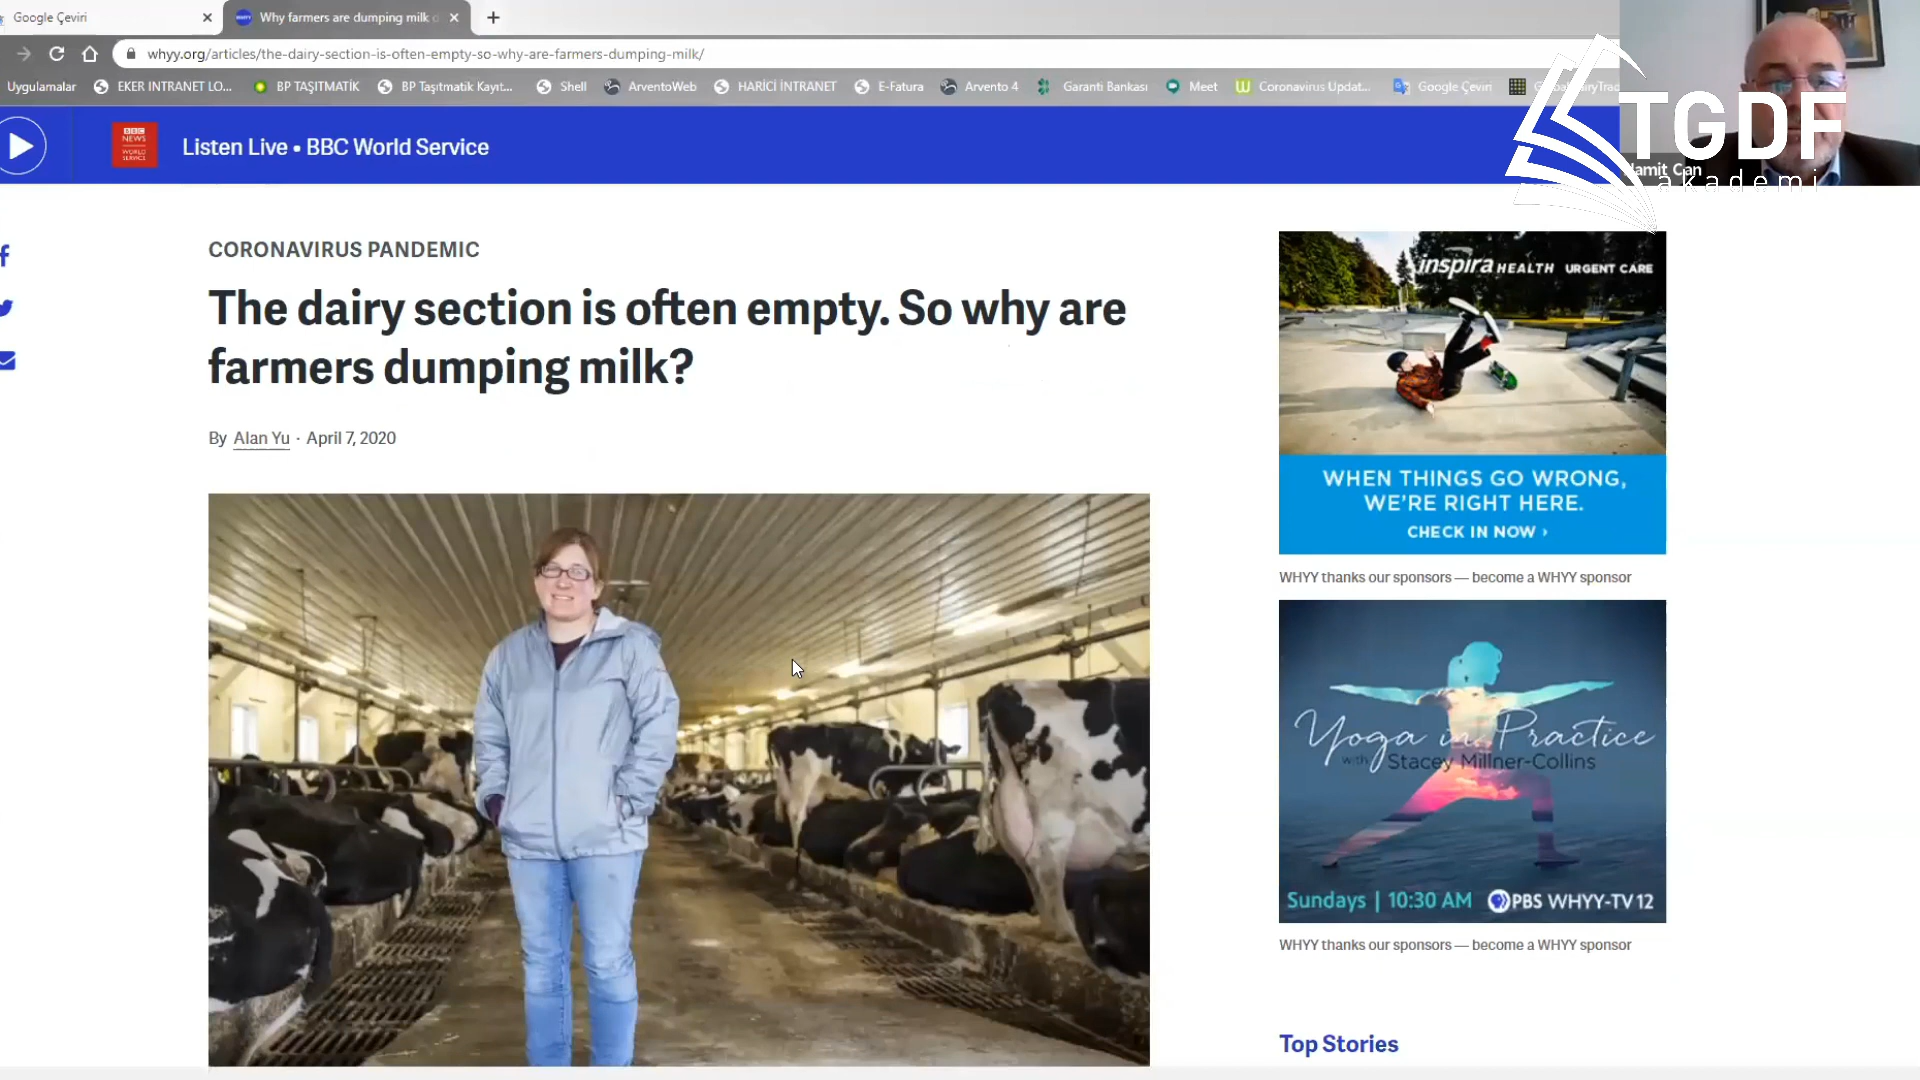 Google Çeviri
Why farmers are dumping milk
whyy.org/articles/the-dairy-section-is-often-empty-so-why-are-farmers-dumping-milk/
Uygulamalar
EKER INTRANET LO...
BP TAŞITMATİK
BP Taşıtmatik Kayıt...
Shell
ArventoWeb
HARİCİ İNTRANET
E-Fatura
Arvento 4
Garanti Bankası
Meet
Coronavirus Updat...
Google Çeviri
TGDF
akademi
BBC
NEWS
WORLD
SERVICE
Listen Live • BBC World Service
CORONAVIRUS PANDEMIC
The dairy section is often empty. So why are
farmers dumping milk?
By Alan Yu · April 7, 2020
inspira HEALTH URGENT CARE
WHEN THINGS GO WRONG,
WE'RE RIGHT HERE.
CHECK IN NOW ›
WHYY thanks our sponsors — become a WHYY sponsor
Yoga in Practice
with Stacey Millner-Collins
Sundays | 10:30 AM PBS WHYY-TV 12
WHYY thanks our sponsors — become a WHYY sponsor
Top Stories